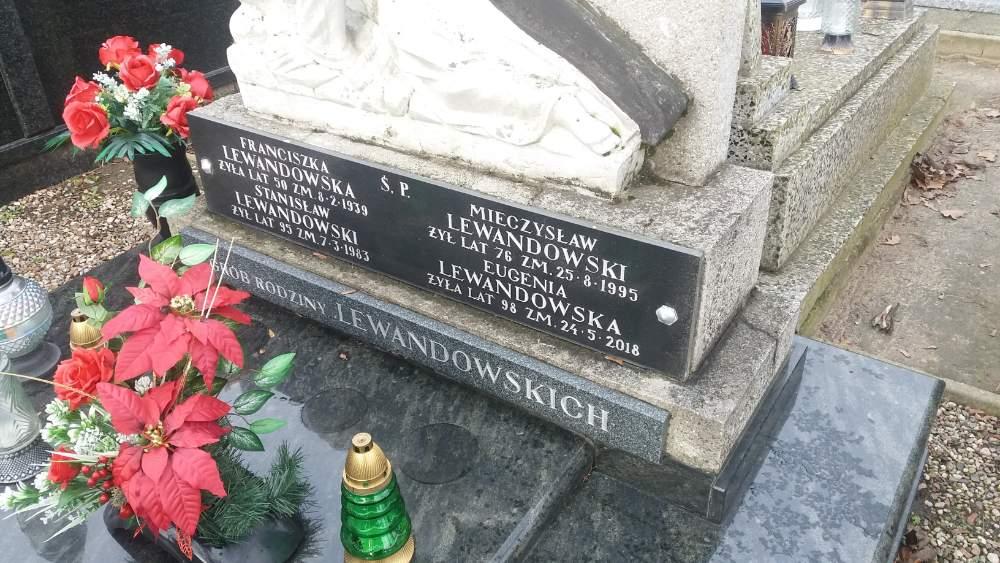 FRANCISZKA
LEWANDOWSKA
ŻYŁA LAT 50 ZM. 8-2-1939
STANISŁAW
LEWANDOWSKI
ŻYŁ LAT 95 ZM. 7-3-1983
Ś. P.
MIECZYSŁAW
LEWANDOWSKI
ŻYŁ LAT 76 ZM. 25-8-1995
EUGENIA
LEWANDOWSKA
ŻYŁA LAT 98 ZM. 24-5-2018
GRÓB RODZINY LEWANDOWSKICH